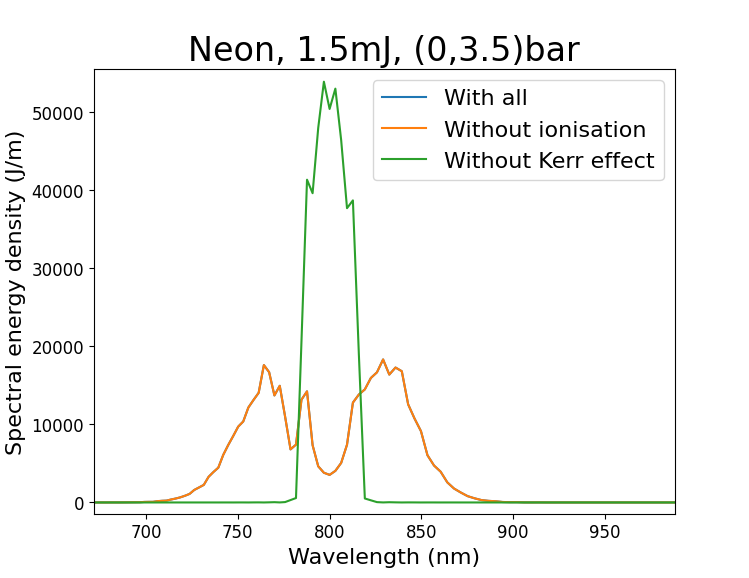 Neon, 1.5mJ, (0,3.5)bar
With all
Without ionisation
Without Kerr effect
Spectral energy density (J/m)
50000
40000
30000
20000
10000
0
700 750 800 850 900 950
Wavelength (nm)